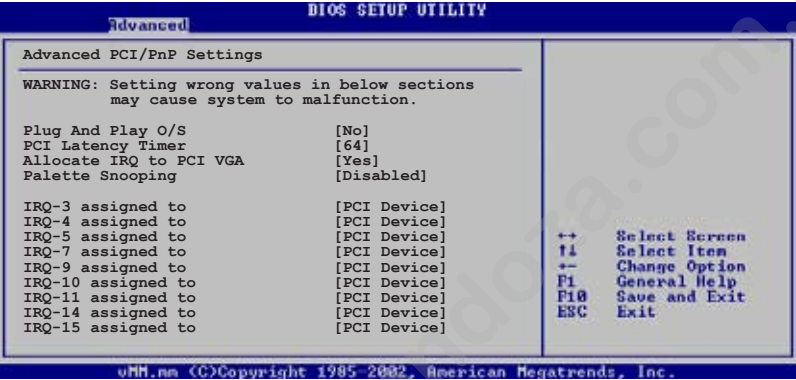 BIOS SETUP UTILITY
Advanced
Advanced PCI/PnP Settings
WARNING: Setting wrong values in below sections
may cause system to malfunction.
Plug And Play O/S [No]
PCI Latency Timer [64]
Allocate IRQ to PCI VGA [Yes]
Palette Snooping [Disabled]
IRQ-3 assigned to [PCI Device]
IRQ-4 assigned to [PCI Device]
IRQ-5 assigned to [PCI Device]
IRQ-7 assigned to [PCI Device]
IRQ-9 assigned to [PCI Device]
IRQ-10 assigned to [PCI Device]
IRQ-11 assigned to [PCI Device]
IRQ-14 assigned to [PCI Device]
IRQ-15 assigned to [PCI Device]
←→ Select Screen
↑↓ Select Item
+- Change Option
F1 General Help
F10 Save and Exit
ESC Exit
vMM.mm (C)Copyright 1985-2002, American Megatrends, Inc.
ndoza.com.